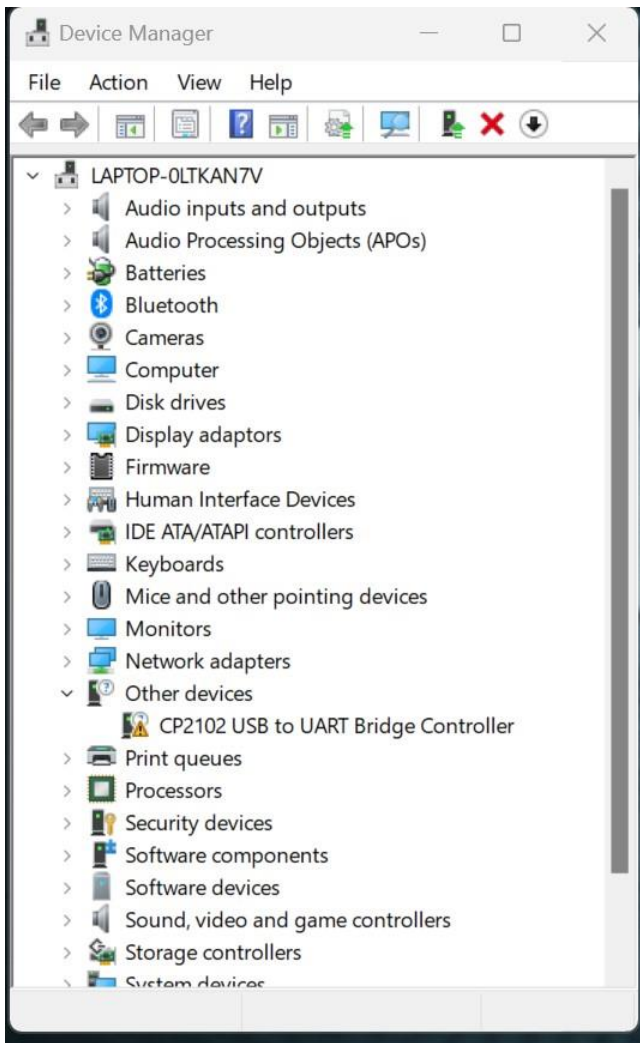 Device Manager
File Action View Help
LAPTOP-0LTKAN7V
Audio inputs and outputs
Audio Processing Objects (APOs)
Batteries
Bluetooth
Cameras
Computer
Disk drives
Display adaptors
Firmware
Human Interface Devices
IDE ATA/ATAPI controllers
Keyboards
Mice and other pointing devices
Monitors
Network adapters
Other devices
CP2102 USB to UART Bridge Controller
Print queues
Processors
Security devices
Software components
Software devices
Sound, video and game controllers
Storage controllers
System devices